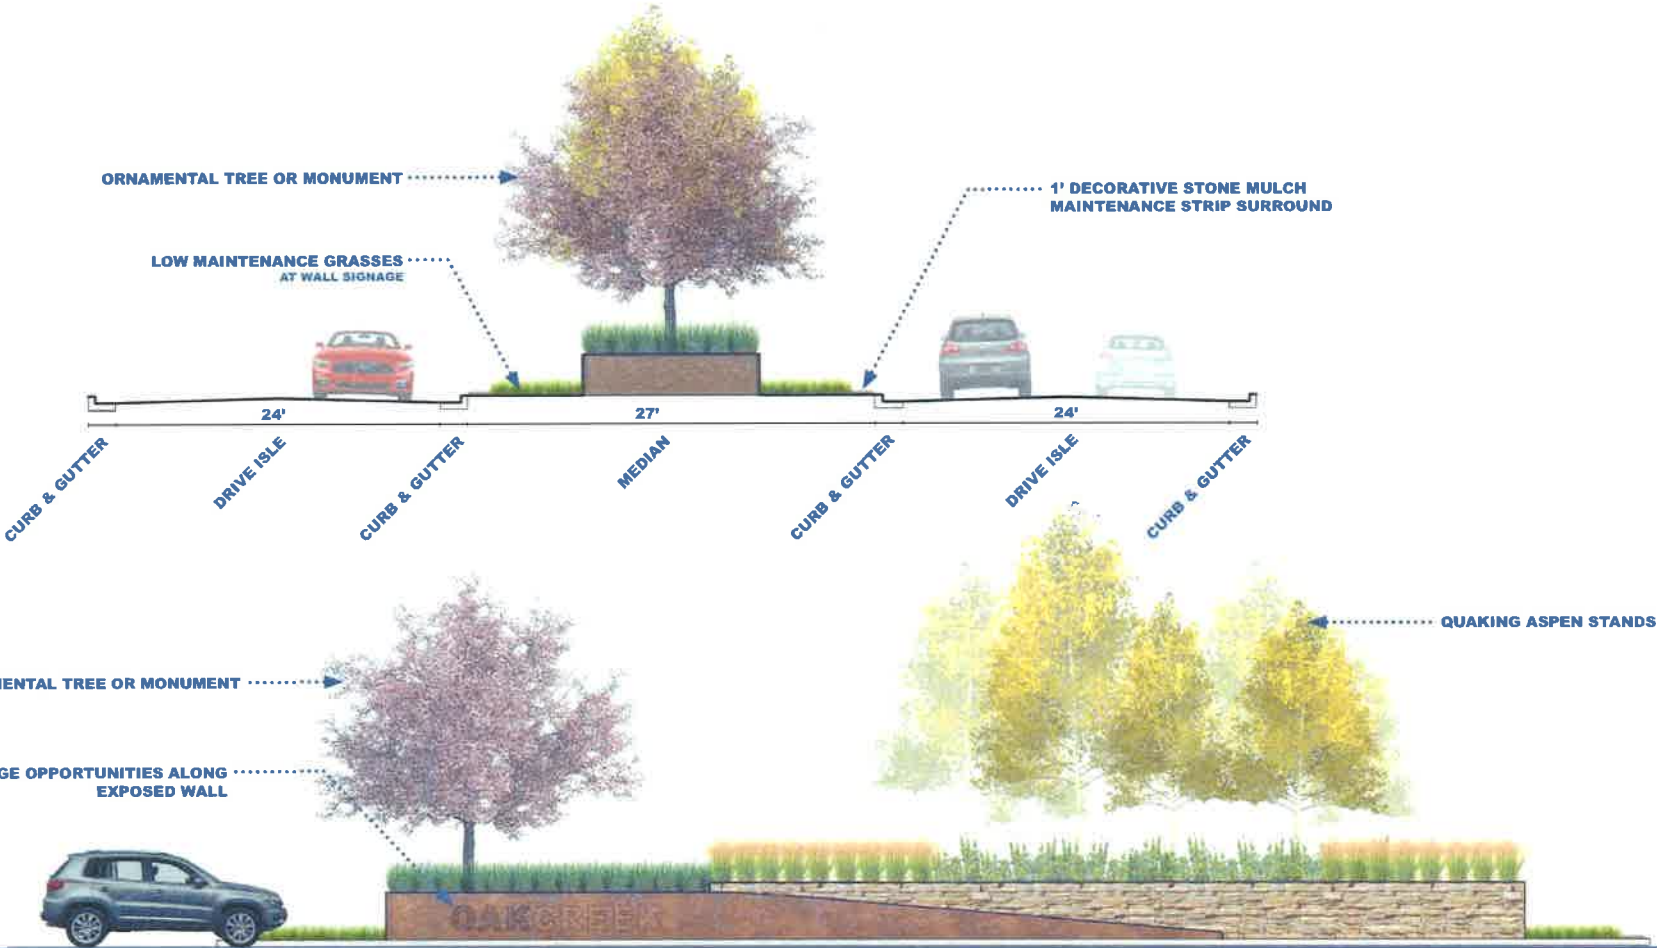 ORNAMENTAL TREE OR MONUMENT
1' DECORATIVE STONE MULCH
MAINTENANCE STRIP SURROUND
LOW MAINTENANCE GRASSES
AT WALL SIGNAGE
24'
27'
24'
CURB & GUTTER
DRIVE ISLE
CURB & GUTTER
MEDIAN
CURB & GUTTER
DRIVE ISLE
CURB & GUTTER
QUAKING ASPEN STANDS
MENTAL TREE OR MONUMENT
GE OPPORTUNITIES ALONG
EXPOSED WALL
OAKCREEK